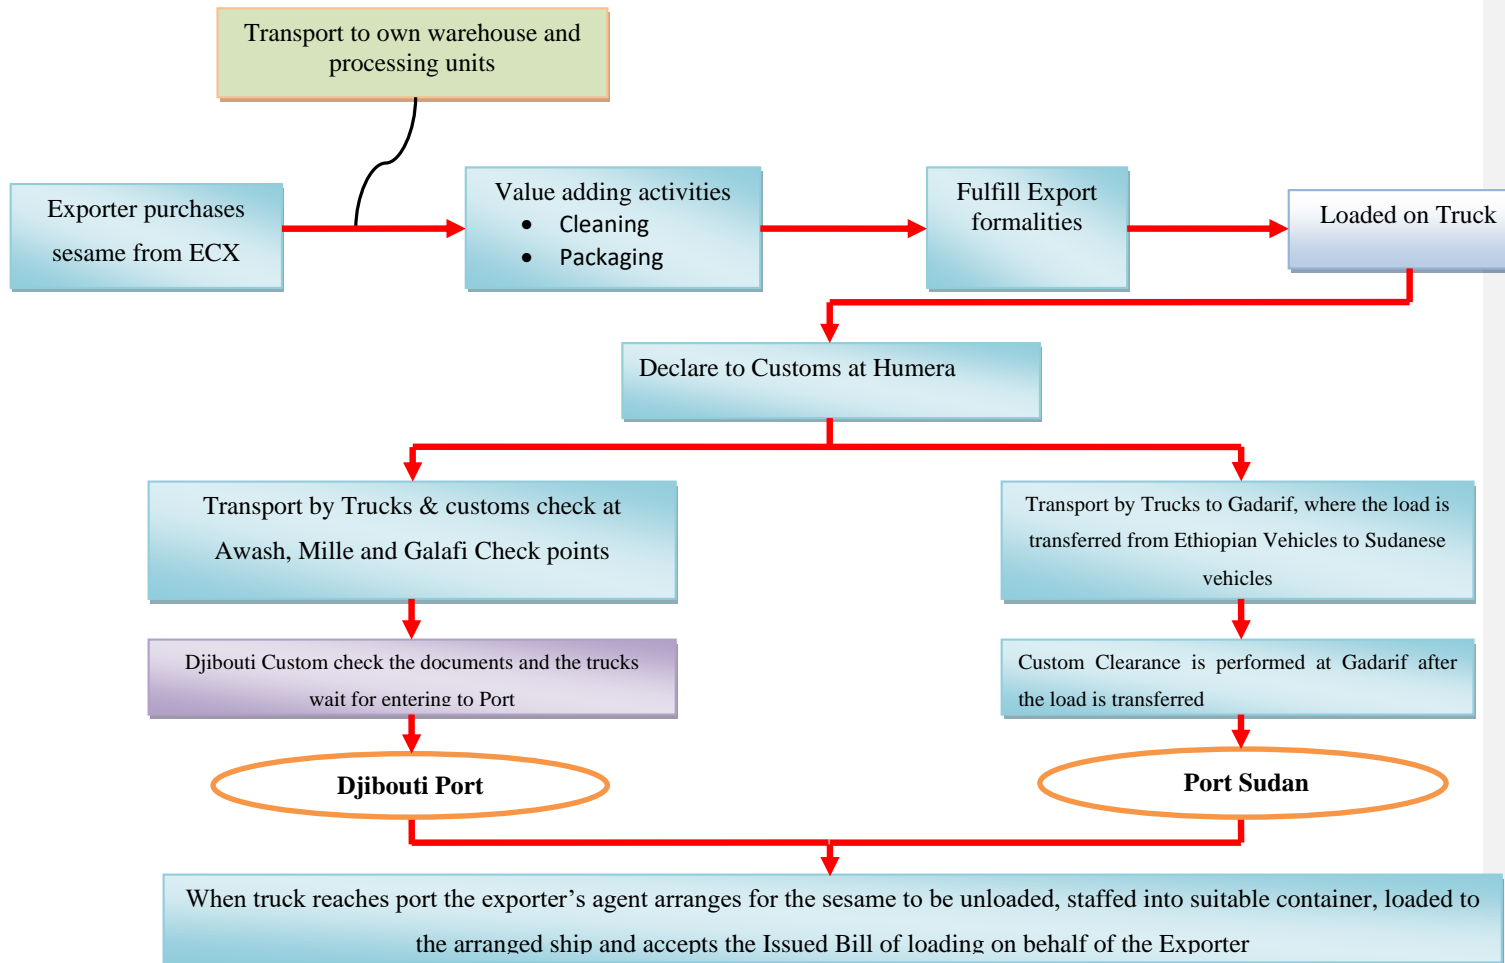 Transport to own warehouse and
processing units
Exporter purchases
sesame from ECX
Value adding activities
• Cleaning
• Packaging
Fulfill Export
formalities
Loaded on Truck
Declare to Customs at Humera
Transport by Trucks & customs check at
Awash, Mille and Galafi Check points
Transport by Trucks to Gadarif, where the load is
transferred from Ethiopian Vehicles to Sudanese
vehicles
Djibouti Custom check the documents and the trucks
wait for entering to Port
Custom Clearance is performed at Gadarif after
the load is transferred
Djibouti Port
Port Sudan
When truck reaches port the exporter’s agent arranges for the sesame to be unloaded, staffed into suitable container, loaded to
the arranged ship and accepts the Issued Bill of loading on behalf of the Exporter